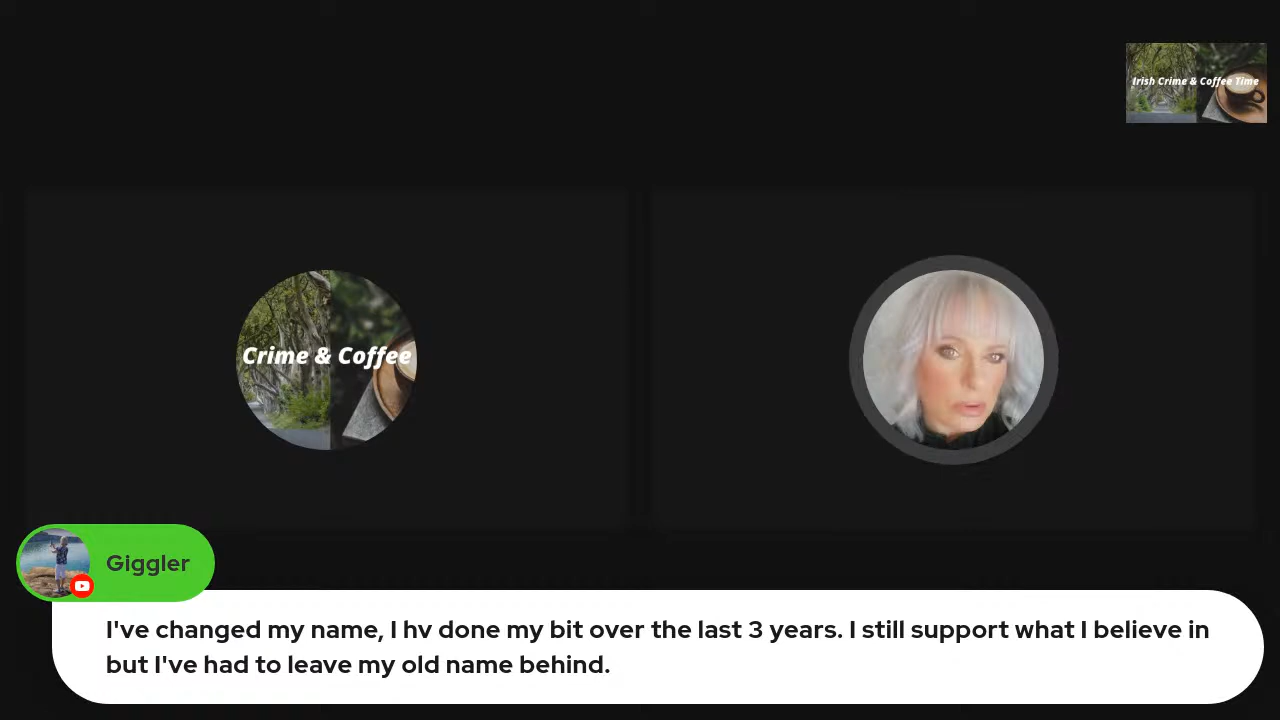 Irish Crime & Coffee Time
Crime & Coffee
Giggler
I've changed my name, I hv done my bit over the last 3 years. I still support what I believe in
but I've had to leave my old name behind.